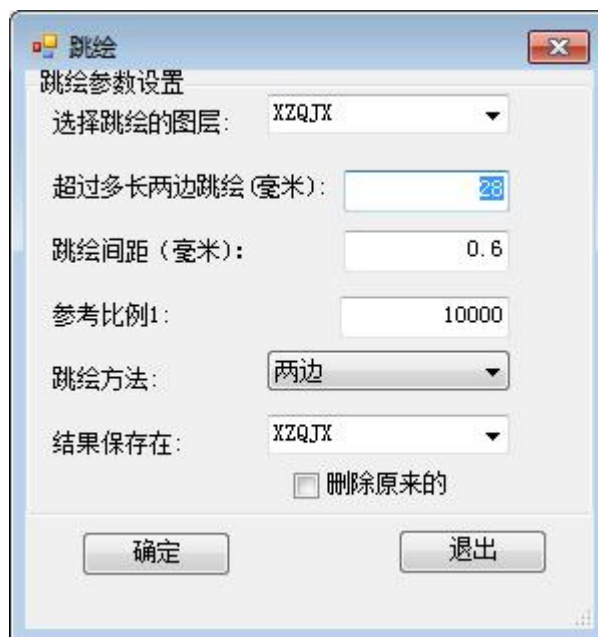 跳绘
跳绘参数设置
选择跳绘的图层: XZQJX
超过多长两边跳绘(毫米): 28
跳绘间距（毫米）: 0.6
参考比例1: 10000
跳绘方法: 两边
结果保存在: XZQJX
删除原来的
确定 退出